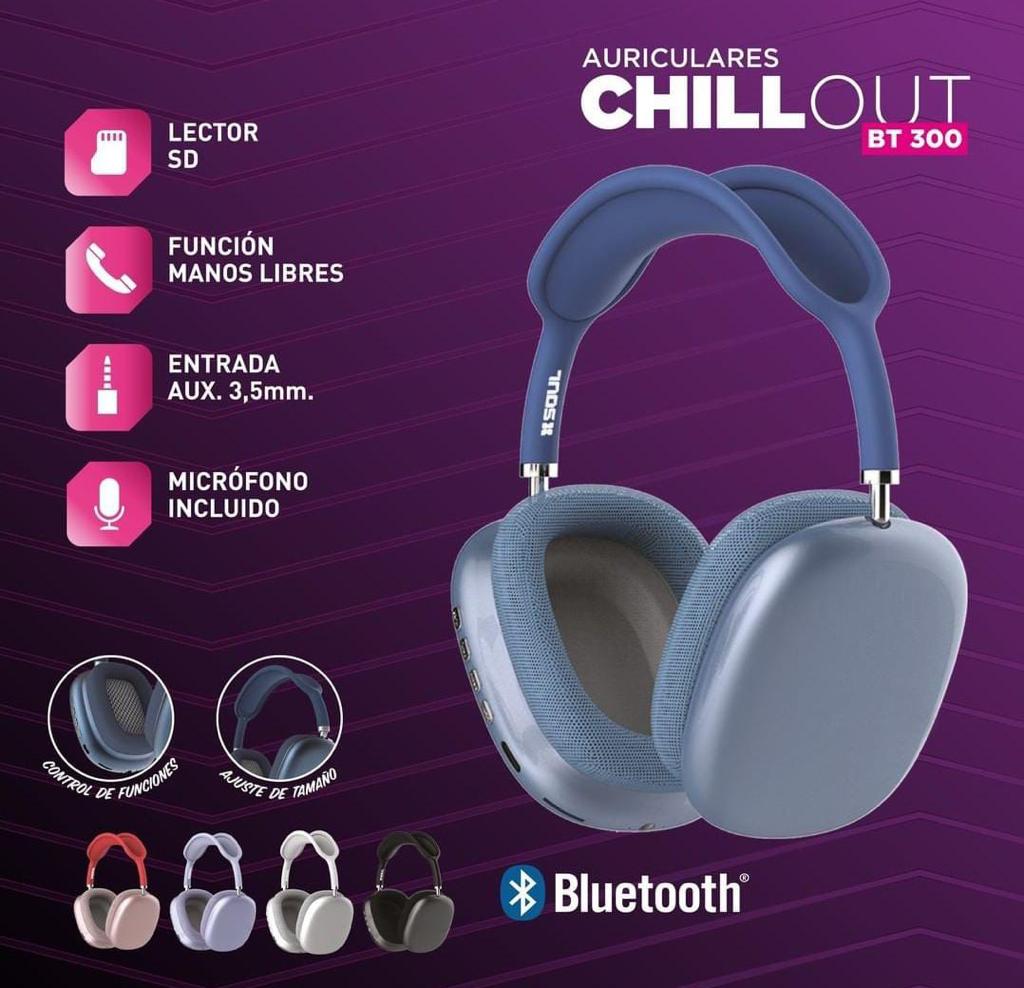 AURICULARES
CHILLOUT
BT 300
LECTOR
SD
FUNCIÓN
MANOS LIBRES
ENTRADA
AUX. 3,5mm.
MICRÓFONO
INCLUIDO
XSOUL
CONTROL DE FUNCIONES
AJUSTE DE TAMAÑO
Bluetooth®